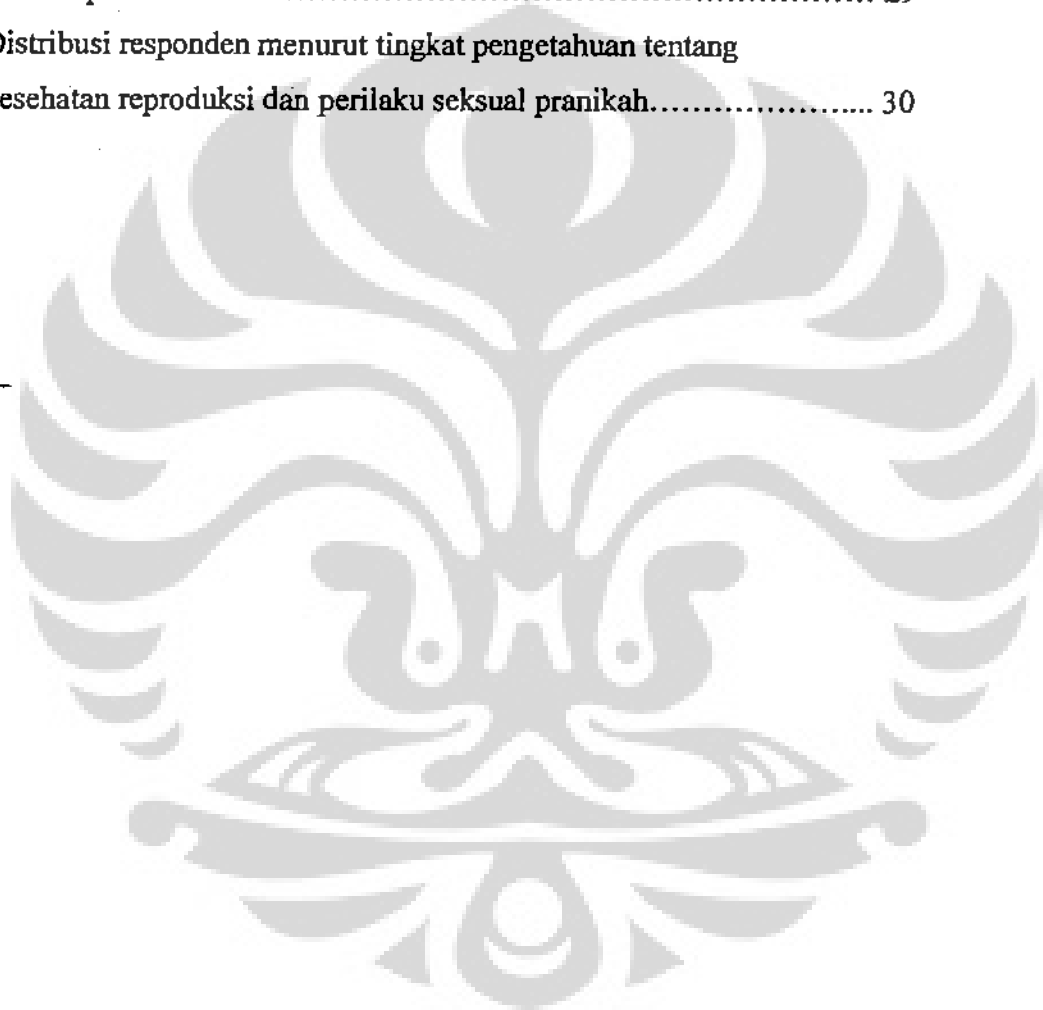 Distribusi responden menurut tingkat pengetahuan tentang
esehatan reproduksi dan perilaku seksual pranikah..................... 30